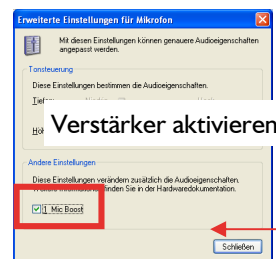 Erweiterte Einstellungen für Mikrofon
Mit diesen Einstellungen können genauere Audioeigenschaften
angepasst werden.
Tonsteuerung
Diese Einstellungen bestimmen die Audioeigenschaften.
Verstärker aktivieren
Andere Einstellungen
Diese Einstellungen verändern zusätzlich die Audioeigenschaften.
Informationen finden Sie in der Hardwaredokumentation.
1 Mic Boost
Schließen